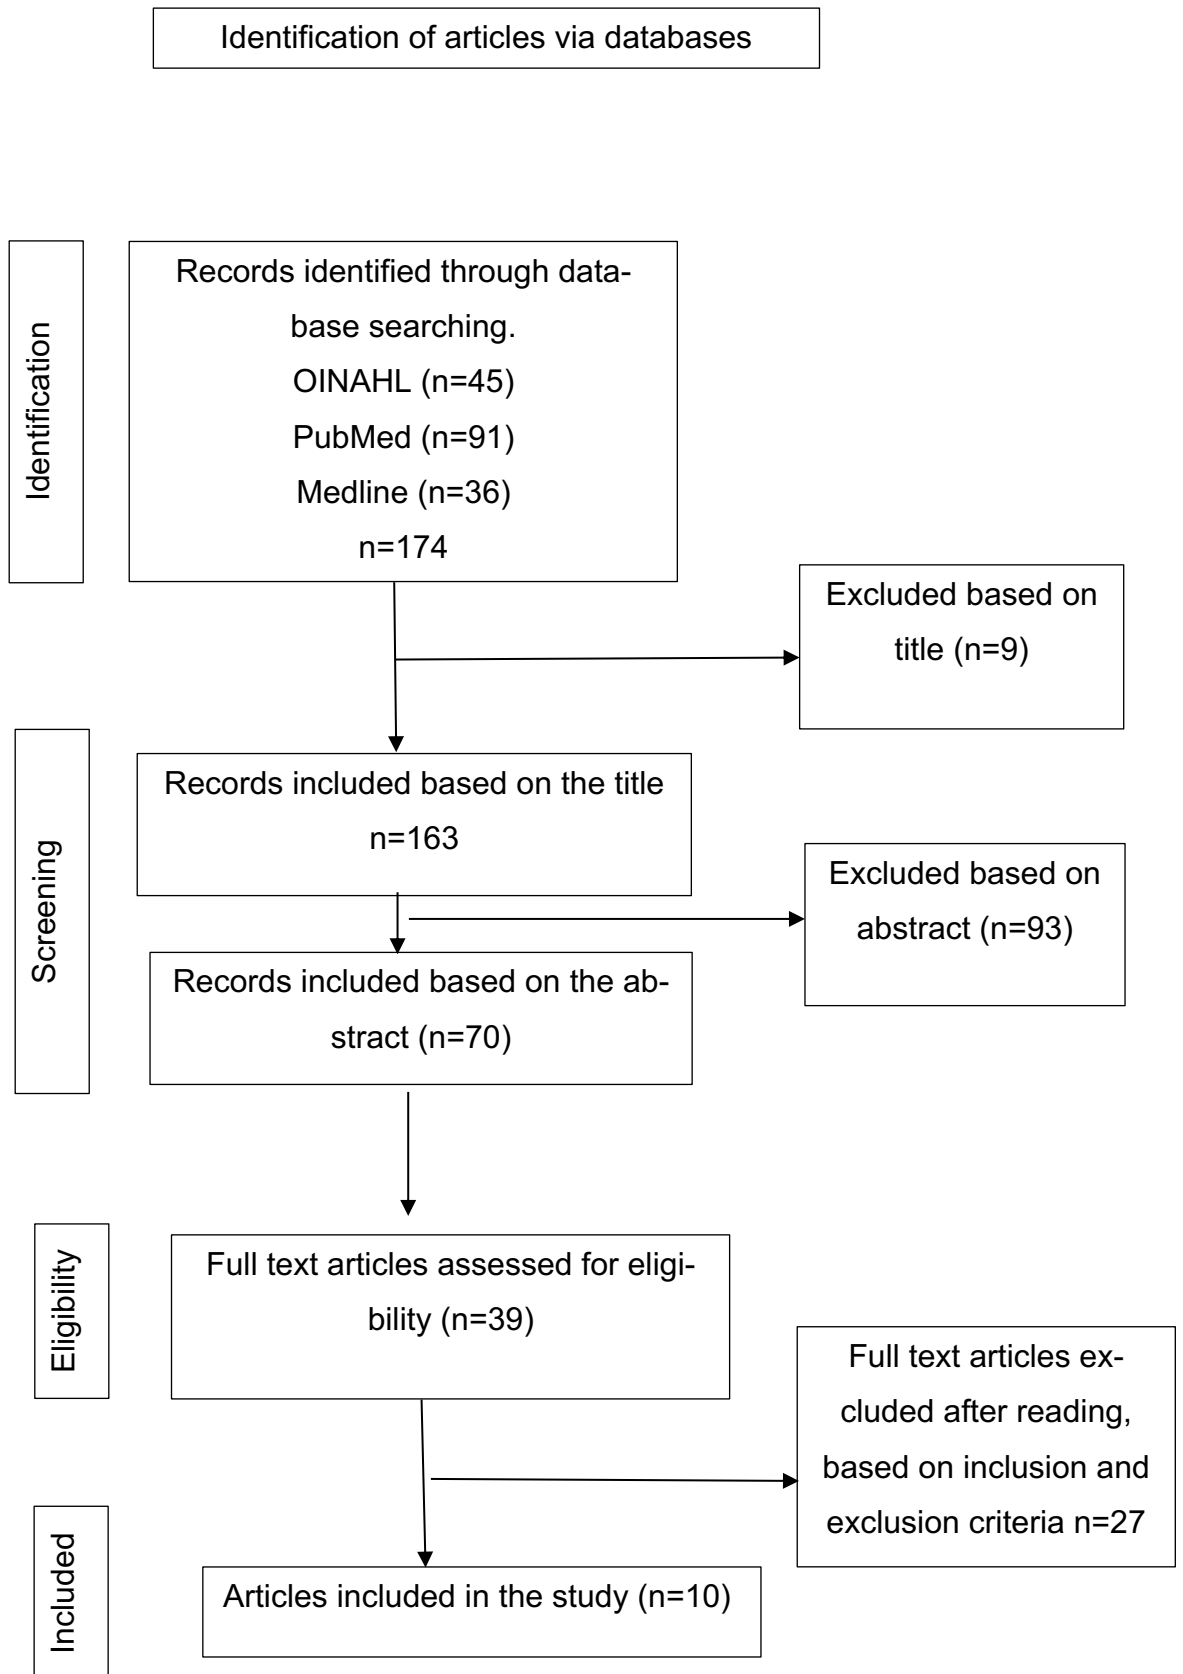 Identification of articles via databases
Identification
Records identified through data-
base searching.
OINAHL (n=45)
PubMed (n=91)
Medline (n=36)
n=174
Excluded based on
title (n=9)
Screening
Records included based on the title
n=163
Excluded based on
abstract (n=93)
Records included based on the ab-
stract (n=70)
Eligibility
Full text articles assessed for eligi-
bility (n=39)
Full text articles ex-
cluded after reading,
based on inclusion and
exclusion criteria n=27
Included
Articles included in the study (n=10)